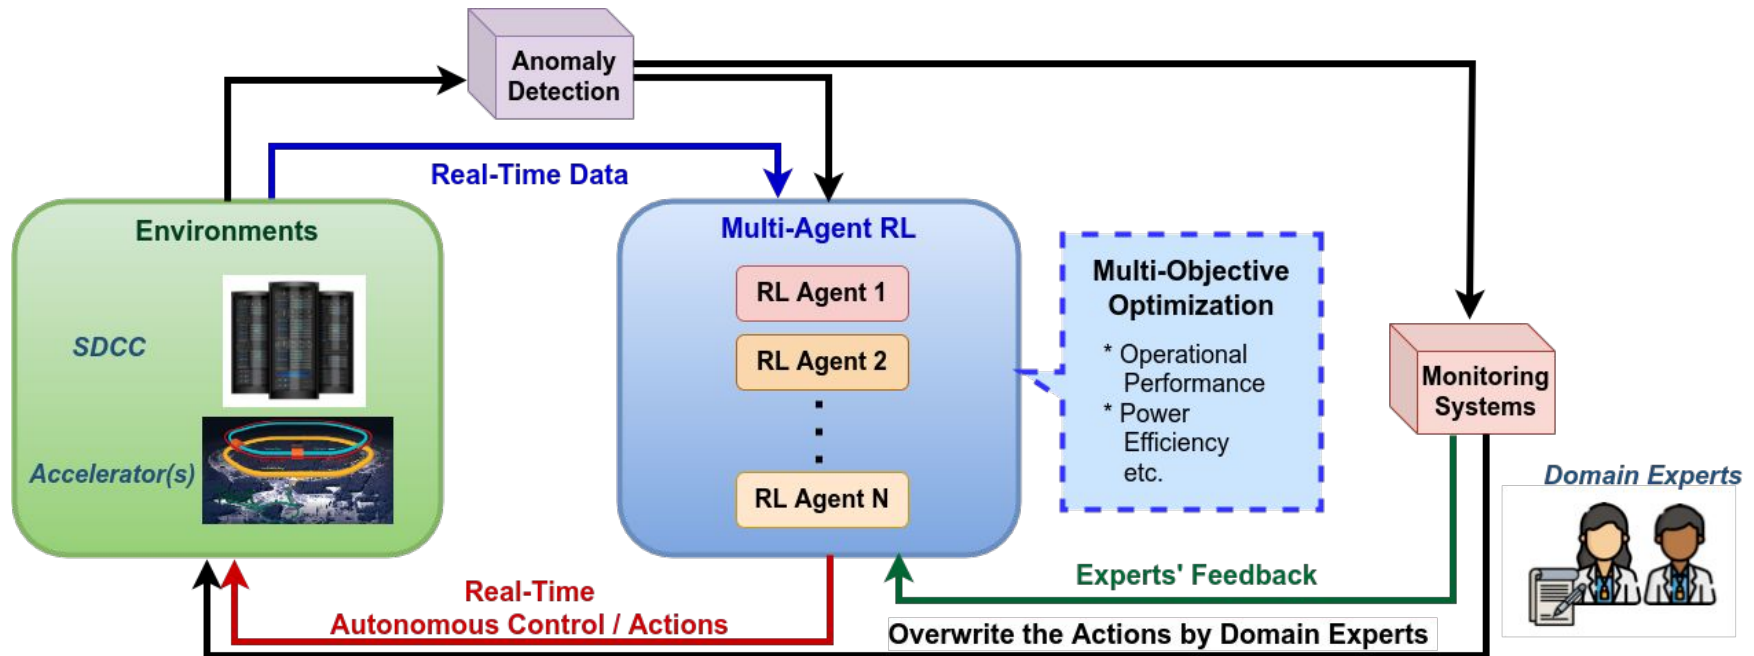 Anomaly
Detection
Real-Time Data
Environments
SDCC
Accelerator(s)
Multi-Agent RL
RL Agent 1
RL Agent 2
RL Agent N
Multi-Objective
Optimization
* Operational
Performance
* Power
Efficiency
etc.
Monitoring
Systems
Domain Experts
Experts' Feedback
Real-Time
Autonomous Control / Actions
Overwrite the Actions by Domain Experts